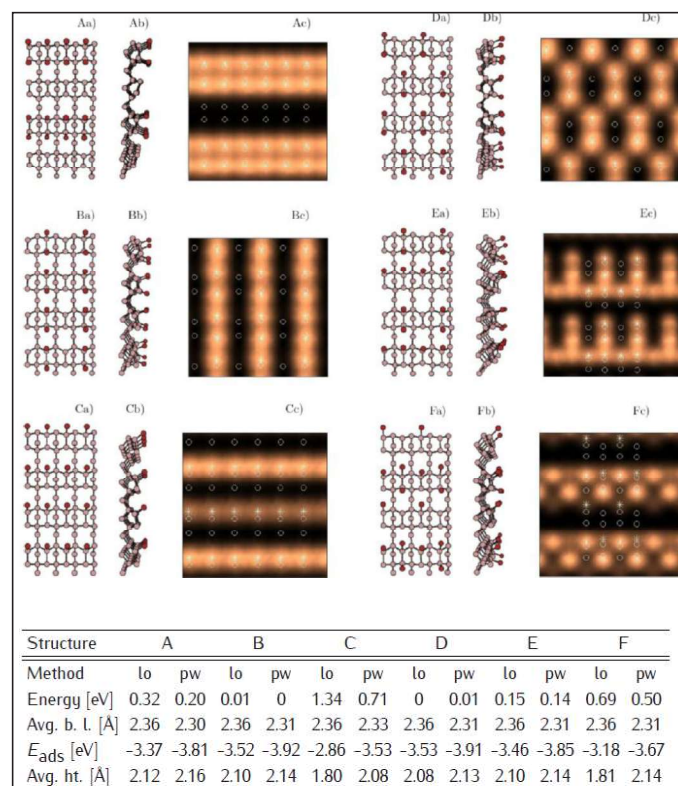 Aa) Ab) Ac) Da) Db) Dc)
Ba) Bb) Bc) Ea) Eb) Ec)
Ca) Cb) Cc) Fa) Fb) Fc)
Structure A B C D E F
Method lo pw lo pw lo pw lo pw lo pw lo pw
Energy [eV] 0.32 0.20 0.01 0 1.34 0.71 0 0.01 0.15 0.14 0.69 0.50
Avg. b. l. [Å] 2.36 2.30 2.36 2.31 2.36 2.33 2.36 2.31 2.36 2.31 2.36 2.31
Eads [eV] –3.37 –3.81 –3.52 –3.92 –2.86 –3.53 –3.53 –3.91 –3.46 –3.85 –3.18 –3.67
Avg. ht. [Å] 2.12 2.16 2.10 2.14 1.80 2.08 2.08 2.13 2.10 2.14 1.81 2.14